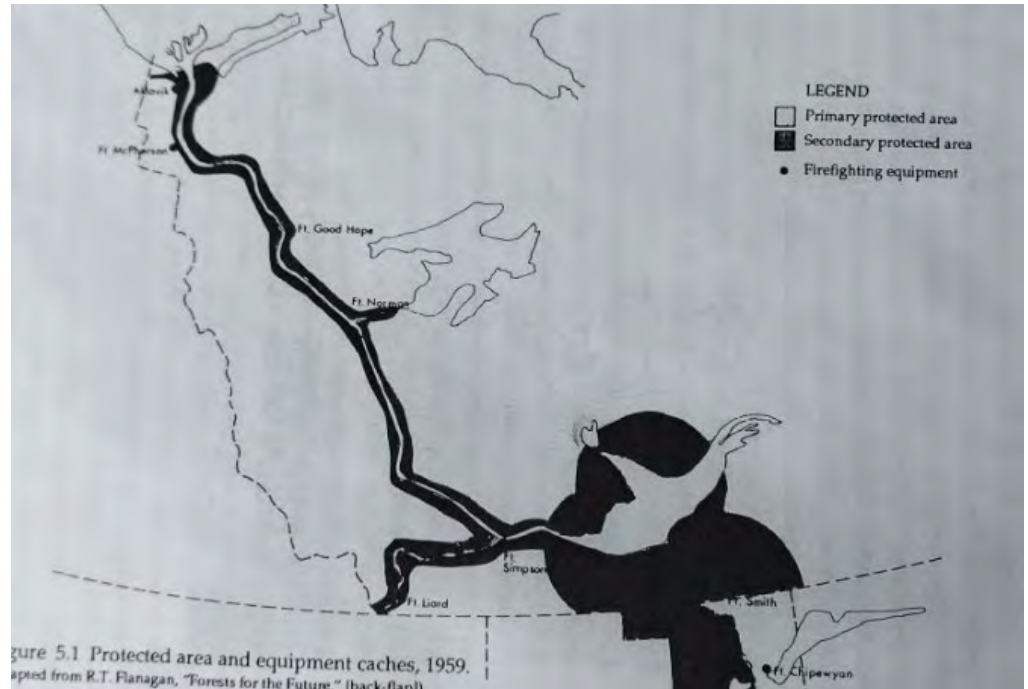 LEGEND
Primary protected area
Secondary protected area
Firefighting equipment
Aklavik
Ft. McPherson
Ft. Good Hope
Ft. Norman
Ft. Simpson
Ft. Liard
Ft. Smith
Ft. Chipewyan
gure 5.1 Protected area and equipment caches, 1959.
apted from R.T. Flanagan, "Forests for the Future" (back-flap)